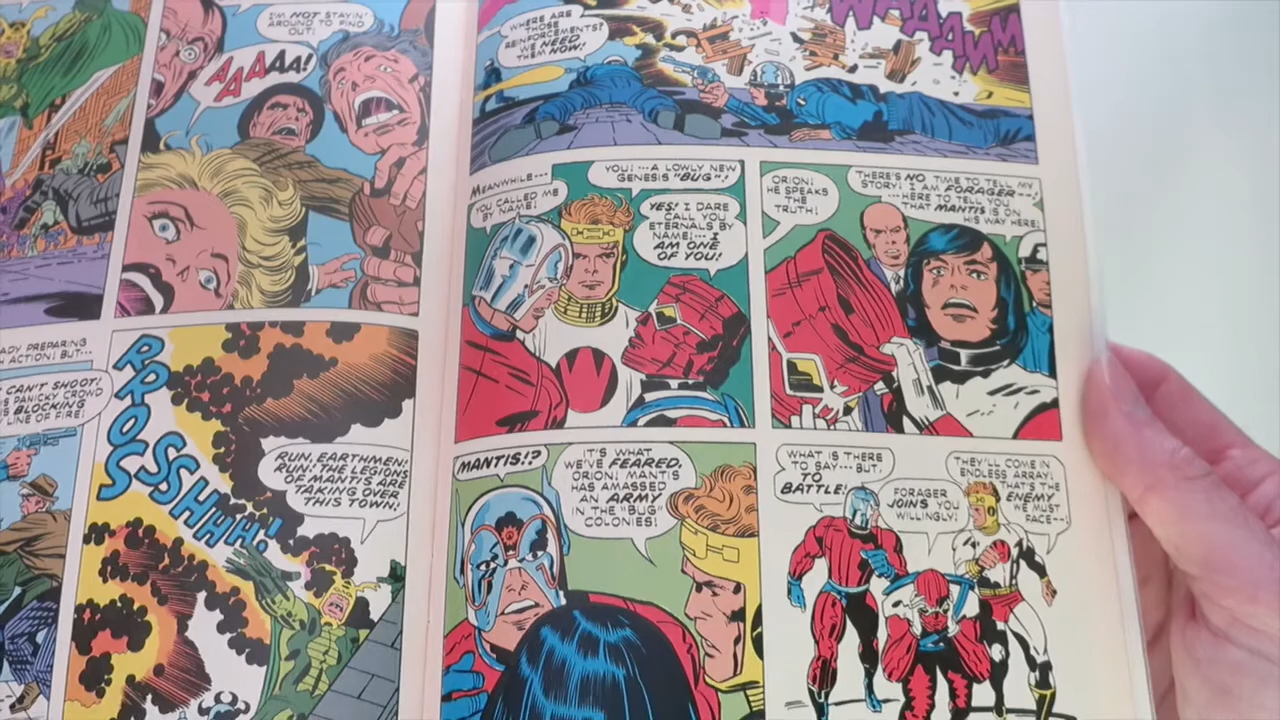 I'M NOT STAYIN'
AROUND TO FIND
OUT!
AAAAA!
ADY PREPARING
ACTION! BUT---
CAN'T SHOOT!
PANICKY CROWD
BLOCKING
LINE OF FIRE!
RROSSSSHHH!
RUN, EARTHMEN!
RUN! THE LEGIONS
OF MANTIS ARE
TAKING OVER
THIS TOWN!
WHERE ARE
THOSE
REINFORCEMENTS?
WE NEED
THEM NOW!
WAAAMM
MEANWHILE---
YOU CALLED ME
BY NAME!
YOU! ---A LOWLY NEW
GENESIS "BUG"!
YES! I DARE
CALL YOU
ETERNALS BY
NAME!--- I
AM ONE
OF YOU!
ORION!
HE SPEAKS
THE
TRUTH!
THERE'S NO TIME TO TELL MY
STORY! I AM FORAGER---!
---HERE TO TELL YOU
THAT MANTIS IS ON
HIS WAY HERE!
MANTIS!?
IT'S WHAT
WE'VE FEARED,
ORION! MANTIS
HAS AMASSED
AN ARMY
IN THE "BUG"
COLONIES!
WHAT IS THERE
TO SAY---BUT,
TO
BATTLE!
FORAGER
JOINS YOU
WILLINGLY!
THEY'LL COME IN
ENDLESS ARRAY!
THAT'S THE
ENEMY
WE MUST
FACE--!